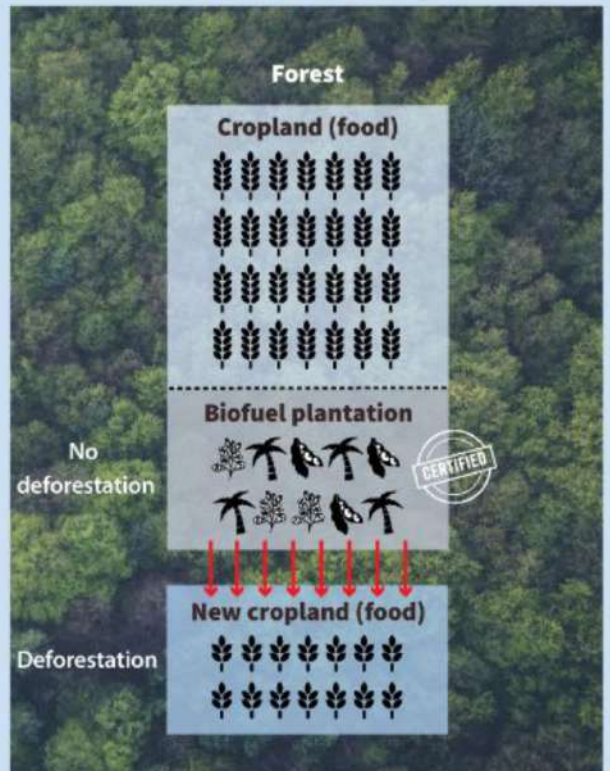 Forest
Cropland (food)
Biofuel plantation
No
deforestation
CERTIFIED
New cropland (food)
Deforestation